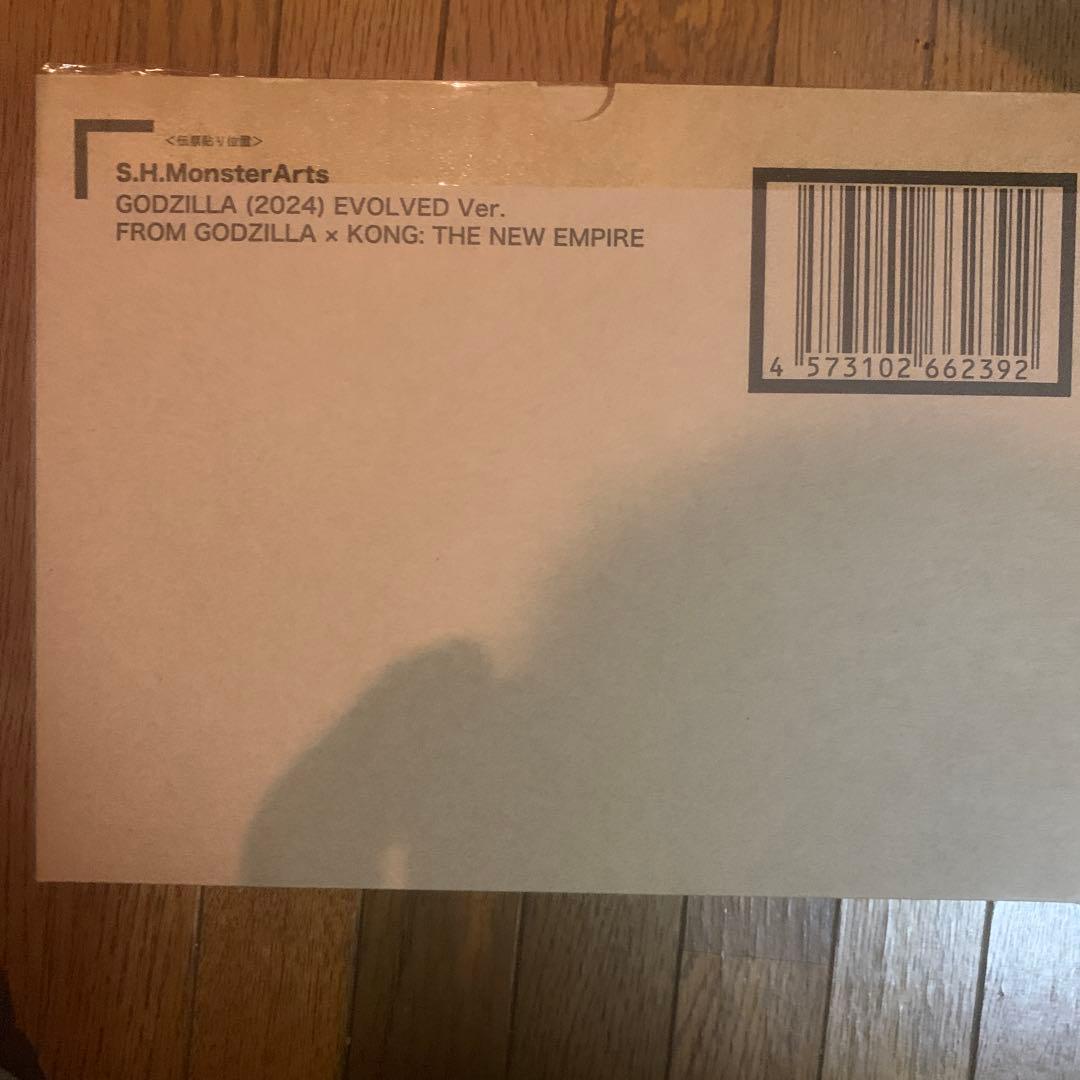 <伝票貼り位置>
S.H.MonsterArts
GODZILLA (2024) EVOLVED Ver.
FROM GODZILLA × KONG: THE NEW EMPIRE
4 573102 662392